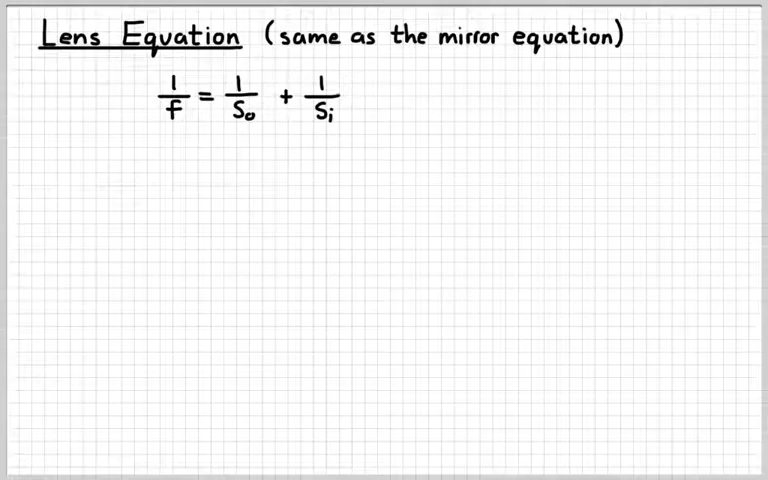 Lens Equation (same as the mirror equation)
1/f = 1/So + 1/Si